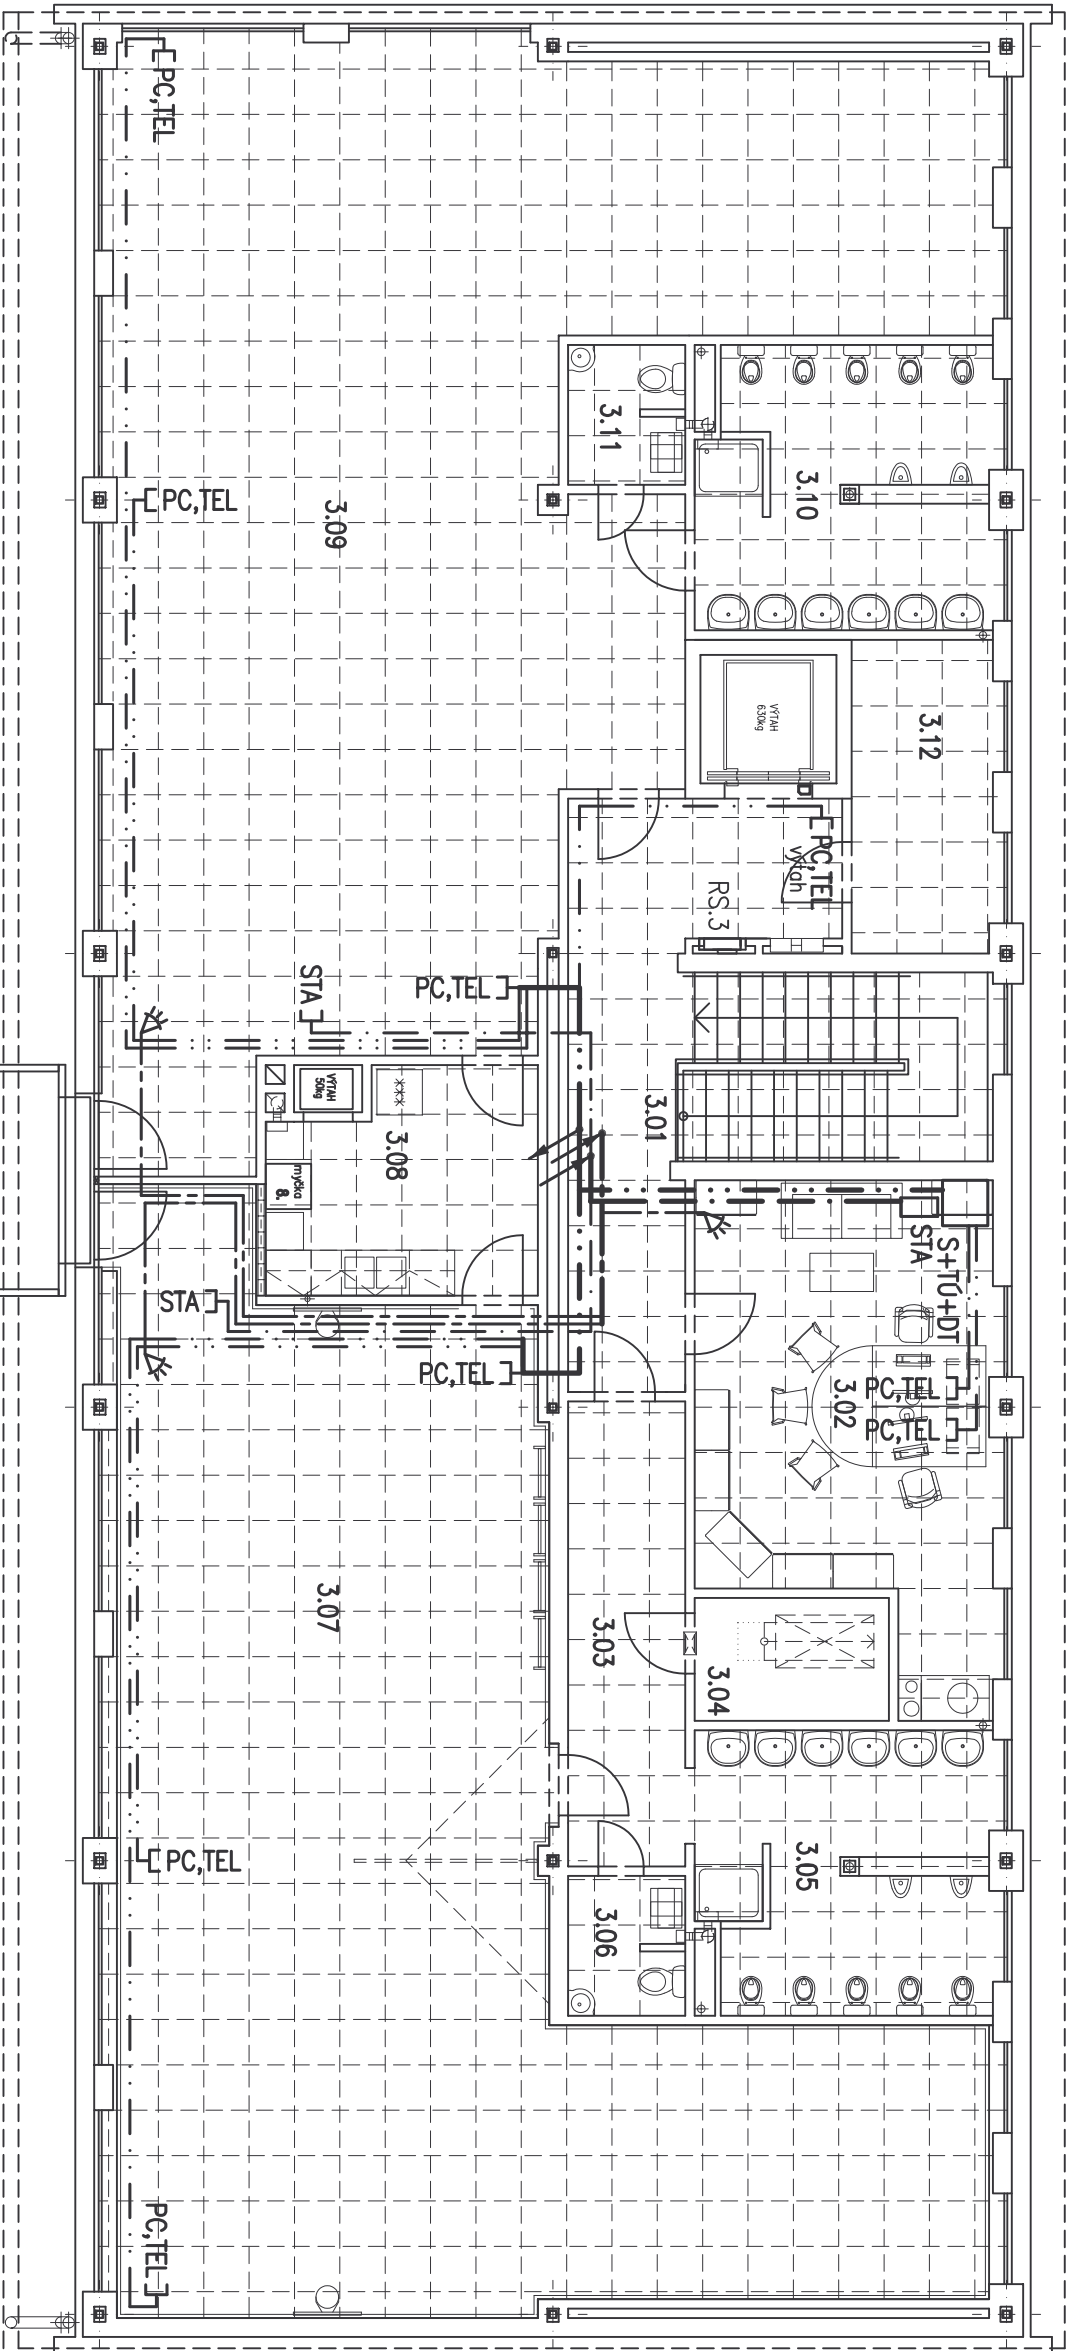 PC,TEL
3.11
3.10
PC,TEL
3.09
VÝTAH
630kg
3.12
PC,TEL
výtah
RS.3
STA
PC,TEL
VÝTAH
50kg
3.08
3.01
myčka
8.
STA
S+TÚ+DT
STA
PC,TEL
3.02
PC,TEL
PC,TEL
3.07
3.03
3.04
PC,TEL
3.05
3.06
PC,TEL